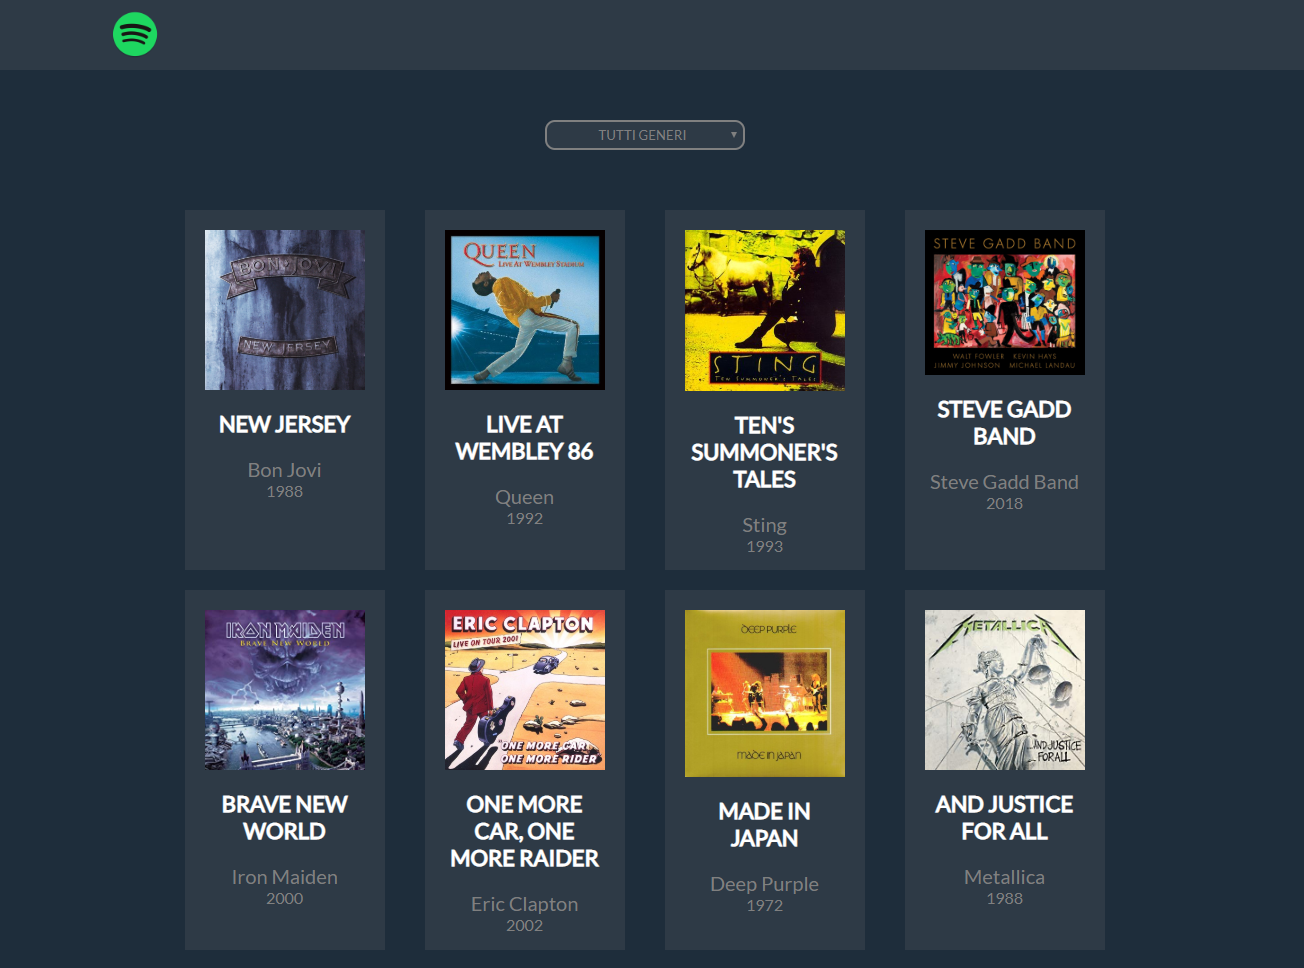 TUTTI GENERI
BON JOVI
NEW JERSEY
NEW JERSEY
Bon Jovi
1988
QUEEN
LIVE AT WEMBLEY STADIUM
LIVE AT
WEMBLEY 86
Queen
1992
STING
TEN SUMMONER'S TALES
TEN'S
SUMMONER'S
TALES
Sting
1993
STEVE GADD BAND
WALT FOWLER KEVIN HAYS
JIMMY JOHNSON MICHAEL LANDAU
STEVE GADD
BAND
Steve Gadd Band
2018
IRON MAIDEN
BRAVE NEW WORLD
BRAVE NEW
WORLD
Iron Maiden
2000
ERIC CLAPTON
LIVE ON TOUR 2001
"ONE MORE CAR,
ONE MORE RIDER
ONE MORE
CAR, ONE
MORE RAIDER
Eric Clapton
2002
DEEP PURPLE
MADE IN JAPAN
MADE IN
JAPAN
Deep Purple
1972
METALLICA
...AND JUSTICE
FOR ALL
AND JUSTICE
FOR ALL
Metallica
1988